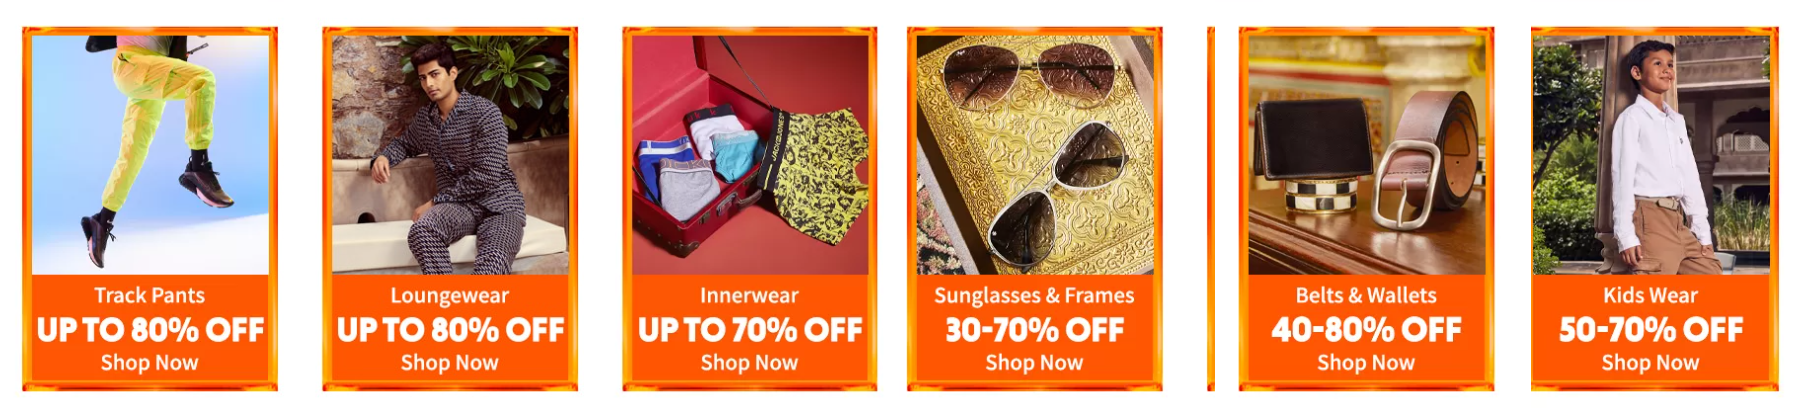 JACK&JONES
Track Pants
UP TO 80% OFF
Shop Now
Loungewear
UP TO 80% OFF
Shop Now
Innerwear
UP TO 70% OFF
Shop Now
Sunglasses & Frames
30-70% OFF
Shop Now
Belts & Wallets
40-80% OFF
Shop Now
Kids Wear
50-70% OFF
Shop Now